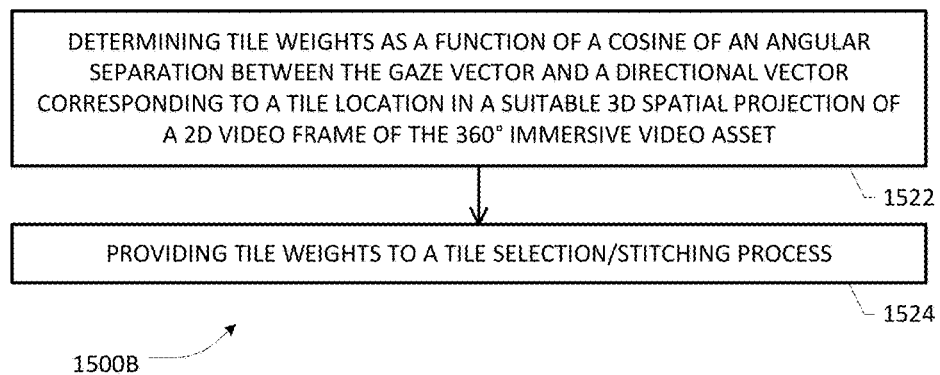 DETERMINING TILE WEIGHTS AS A FUNCTION OF A COSINE OF AN ANGULAR
SEPARATION BETWEEN THE GAZE VECTOR AND A DIRECTIONAL VECTOR
CORRESPONDING TO A TILE LOCATION IN A SUITABLE 3D SPATIAL PROJECTION OF
A 2D VIDEO FRAME OF THE 360° IMMERSIVE VIDEO ASSET
1522
PROVIDING TILE WEIGHTS TO A TILE SELECTION/STITCHING PROCESS
1524
1500B